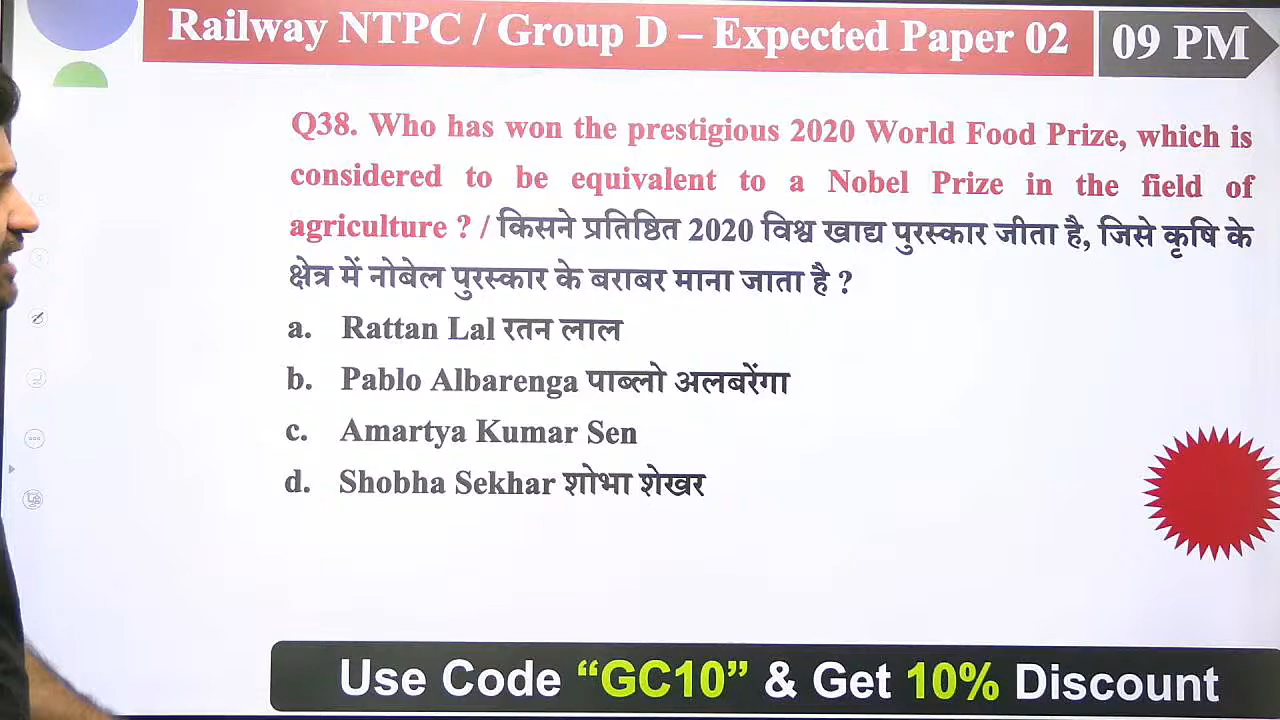 Railway NTPC / Group D – Expected Paper 02
09 PM
Q38. Who has won the prestigious 2020 World Food Prize, which is
considered to be equivalent to a Nobel Prize in the field of
agriculture ? / किसने प्रतिष्ठित 2020 विश्व खाद्य पुरस्कार जीता है, जिसे कृषि के
क्षेत्र में नोबेल पुरस्कार के बराबर माना जाता है ?
a. Rattan Lal रतन लाल
b. Pablo Albarenga पाब्लो अलबरेंगा
c. Amartya Kumar Sen
d. Shobha Sekhar शोभा शेखर
Use Code “GC10” & Get 10% Discount